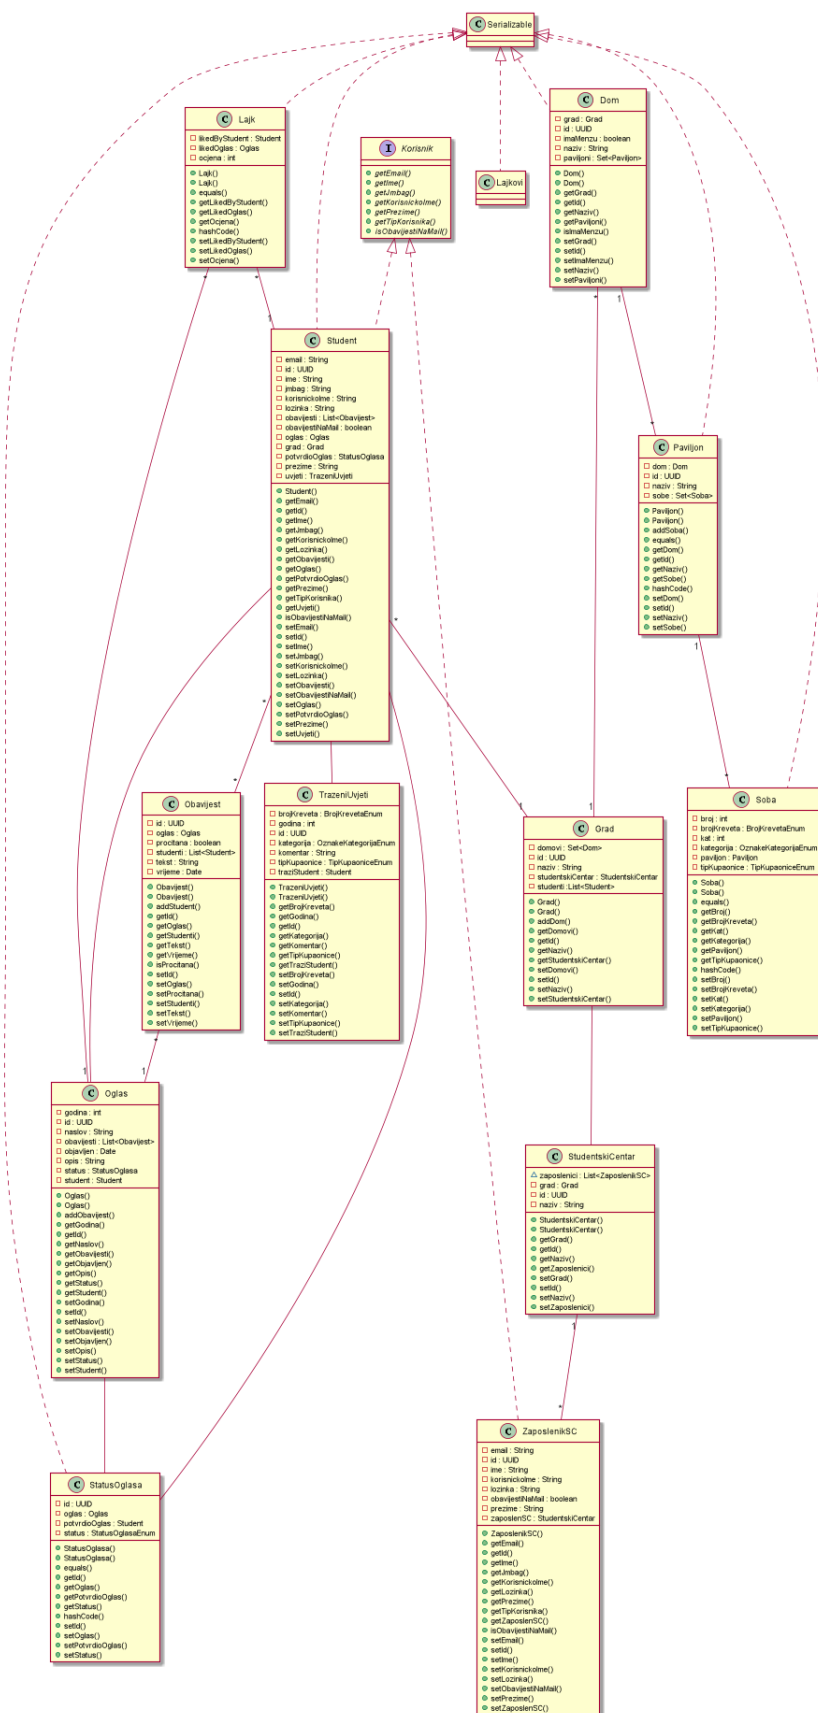 C Serializable
C Lajk
likedByStudent : Student
likedOglas : Oglas
ocjena : int
Lajk()
Lajk()
equals()
getLikedByStudent()
getLikedOglas()
getOcjena()
hashCode()
setLikedByStudent()
setLikedOglas()
setOcjena()
I Korisnik
getEmail()
getIme()
getJmbag()
getKorisnickoIme()
getPrezime()
getTipKorisnika()
isObavijestiNaMail()
C Lajkovi
C Dom
grad : Grad
id : UUID
imaMenzu : boolean
naziv : String
paviljoni : Set<Paviljon>
Dom()
Dom()
getGrad()
getId()
getNaziv()
getPaviljoni()
isImaMenzu()
setGrad()
setId()
setImaMenzu()
setNaziv()
setPaviljoni()
* * * 1
1
C Student
email : String
id : UUID
ime : String
jmbag : String
korisnickoIme : String
lozinka : String
obavijesti : List<Obavijest>
obavijestiNaMail : boolean
oglas : Oglas
grad : Grad
potvrdioOglas : StatusOglasa
prezime : String
uvjeti : TrazeniUvjeti
Student()
getEmail()
getId()
getIme()
getJmbag()
getKorisnickoIme()
getLozinka()
getObavijesti()
getOglas()
getPotvrdioOglas()
getPrezime()
getTipKorisnika()
getUvjeti()
isObavijestiNaMail()
setEmail()
setId()
setIme()
setJmbag()
setKorisnickoIme()
setLozinka()
setObavijesti()
setObavijestiNaMail()
setOglas()
setPotvrdioOglas()
setPrezime()
setUvjeti()
*
C Paviljon
dom : Dom
id : UUID
naziv : String
sobe : Set<Soba>
Paviljon()
Paviljon()
addSoba()
equals()
getDom()
getId()
getNaziv()
getSobe()
hashCode()
setDom()
setId()
setNaziv()
setSobe()
*
1
*
* *
C Obavijest
id : UUID
oglas : Oglas
procitana : boolean
studenti : List<Student>
tekst : String
vrijeme : Date
Obavijest()
Obavijest()
addStudent()
getId()
getOglas()
getStudenti()
getTekst()
getVrijeme()
isProcitana()
setId()
setOglas()
setProcitana()
setStudenti()
setTekst()
setVrijeme()
C TrazeniUvjeti
brojKreveta : BrojKrevetaEnum
godina : int
id : UUID
kategorija : OznakeKategorijaEnum
komentar : String
tipKupaonice : TipKupaoniceEnum
traziStudent : Student
TrazeniUvjeti()
TrazeniUvjeti()
getBrojKreveta()
getGodina()
getId()
getKategorija()
getKomentar()
getTipKupaonice()
getTraziStudent()
setBrojKreveta()
setGodina()
setId()
setKategorija()
setKomentar()
setTipKupaonice()
setTraziStudent()
1 1
C Grad
domovi : Set<Dom>
id : UUID
naziv : String
studentskiCentar : StudentskiCentar
studenti : List<Student>
Grad()
Grad()
addDom()
getDomovi()
getId()
getNaziv()
getStudentskiCentar()
setDomovi()
setId()
setNaziv()
setStudentskiCentar()
C Soba
broj : int
brojKreveta : BrojKrevetaEnum
kat : int
kategorija : OznakeKategorijaEnum
paviljon : Paviljon
tipKupaonice : TipKupaoniceEnum
Soba()
Soba()
equals()
getBroj()
getBrojKreveta()
getKat()
getKategorija()
getPaviljon()
getTipKupaonice()
hashCode()
setBroj()
setBrojKreveta()
setKat()
setKategorija()
setPaviljon()
setTipKupaonice()
*
1 1
C Oglas
godina : int
id : UUID
naslov : String
obavijesti : List<Obavijest>
objavljen : Date
opis : String
status : StatusOglasa
student : Student
Oglas()
Oglas()
addObavijest()
getGodina()
getId()
getNaslov()
getObavijesti()
getObjavljen()
getOpis()
getStatus()
getStudent()
setGodina()
setId()
setNaslov()
setObavijesti()
setObjavljen()
setOpis()
setStatus()
setStudent()
C StudentskiCentar
zaposlenici : List<ZaposlenikSC>
grad : Grad
id : UUID
naziv : String
StudentskiCentar()
StudentskiCentar()
getGrad()
getId()
getNaziv()
getZaposlenici()
setGrad()
setId()
setNaziv()
setZaposlenici()
1
*
C StatusOglasa
id : UUID
oglas : Oglas
potvrdioOglas : Student
status : StatusOglasaEnum
StatusOglasa()
StatusOglasa()
equals()
getId()
getOglas()
getPotvrdioOglas()
getStatus()
hashCode()
setId()
setOglas()
setPotvrdioOglas()
setStatus()
C ZaposlenikSC
email : String
id : UUID
ime : String
korisnickoIme : String
lozinka : String
obavijestiNaMail : boolean
prezime : String
zaposlenSC : StudentskiCentar
ZaposlenikSC()
getEmail()
getId()
getIme()
getJmbag()
getKorisnickoIme()
getLozinka()
getPrezime()
getTipKorisnika()
getZaposlenSC()
isObavijestiNaMail()
setEmail()
setId()
setIme()
setKorisnickoIme()
setLozinka()
setObavijestiNaMail()
setPrezime()
setZaposlenSC()